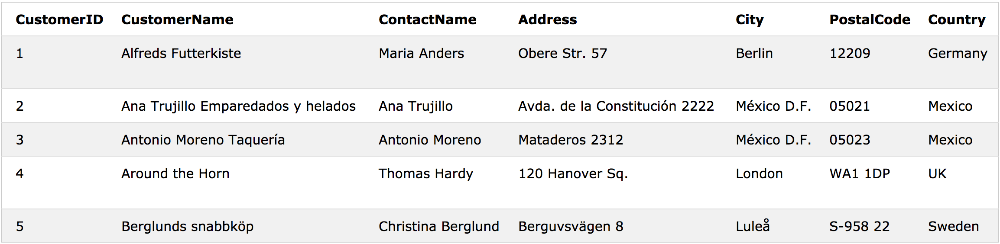 CustomerID CustomerName ContactName Address City PostalCode Country
1 Alfreds Futterkiste Maria Anders Obere Str. 57 Berlin 12209 Germany
2 Ana Trujillo Emparedados y helados Ana Trujillo Avda. de la Constitución 2222 México D.F. 05021 Mexico
3 Antonio Moreno Taquería Antonio Moreno Mataderos 2312 México D.F. 05023 Mexico
4 Around the Horn Thomas Hardy 120 Hanover Sq. London WA1 1DP UK
5 Berglunds snabbköp Christina Berglund Berguvsvägen 8 Luleå S-958 22 Sweden